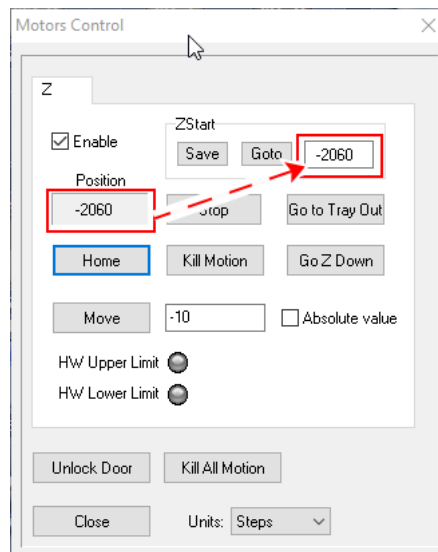 Motors Control
Z
Enable
ZStart
Save Goto -2060
Position
-2060 Stop Go to Tray Out
Home Kill Motion Go Z Down
Move -10 Absolute value
HW Upper Limit
HW Lower Limit
Unlock Door Kill All Motion
Close Units: Steps